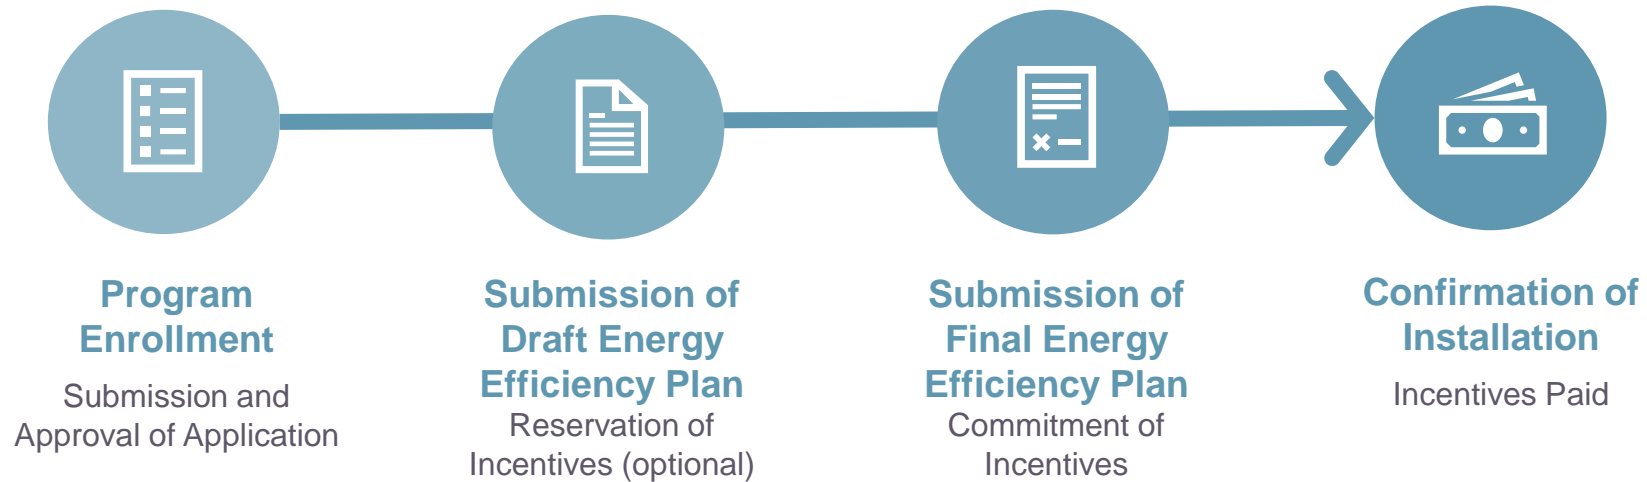 Program
Enrollment
Submission and
Approval of Application
Submission of
Draft Energy
Efficiency Plan
Reservation of
Incentives (optional)
Submission of
Final Energy
Efficiency Plan
Commitment of
Incentives
Confirmation of
Installation
Incentives Paid